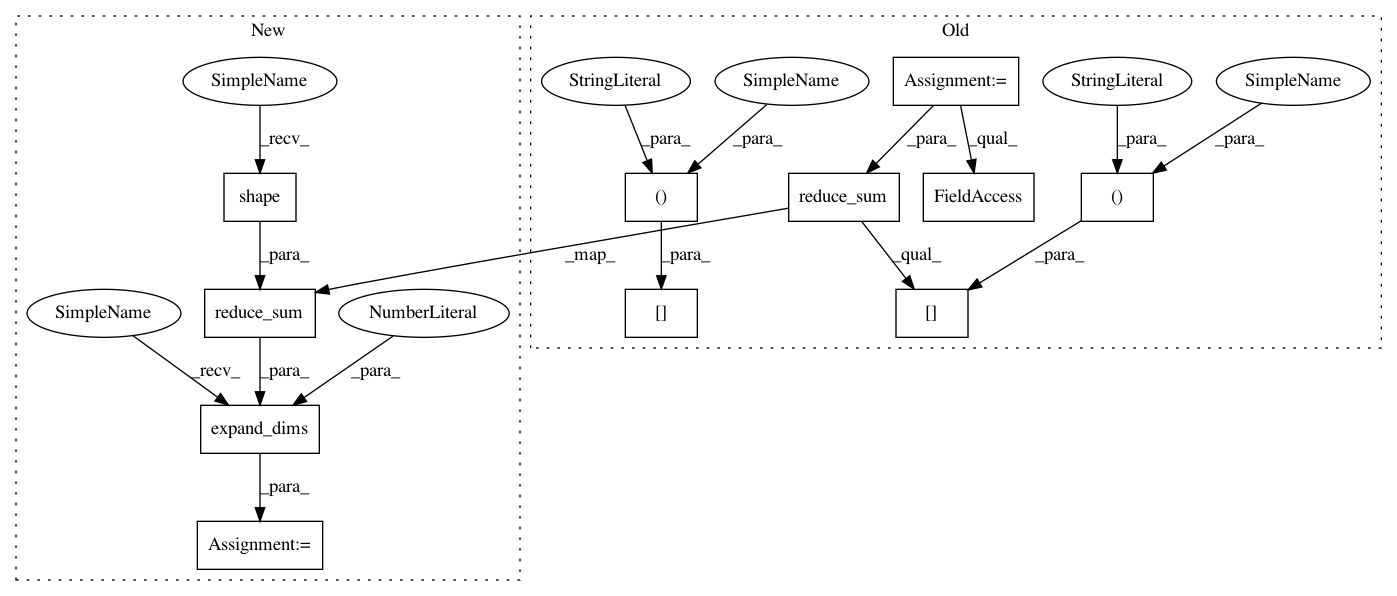 New
Old
SimpleName
StringLiteral
SimpleName
Assignment:=
StringLiteral
SimpleName
_recv_
_para_
_para_
_para_
_qual_
_para_
_para_
shape
()
reduce_sum
FieldAccess
()
_para_
_map_
_para_
_qual_
_para_
SimpleName
reduce_sum
NumberLiteral
[]
[]
_recv_
_para_
_para_
expand_dims
_para_
Assignment:=